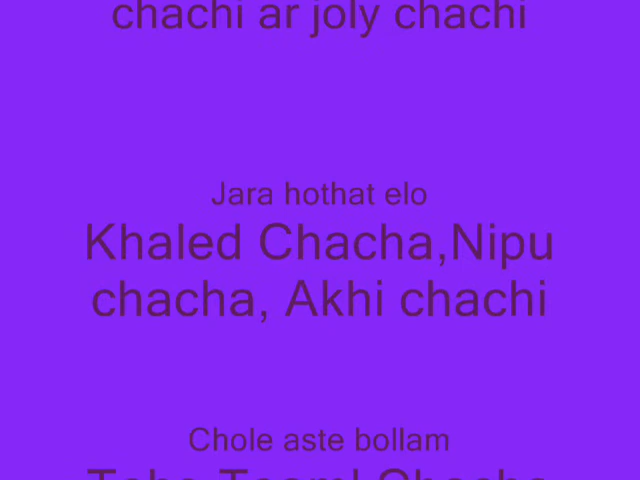 chachi ar joly chachi
Jara hothat elo
Khaled Chacha,Nipu
chacha, Akhi chachi
Chole aste bollam